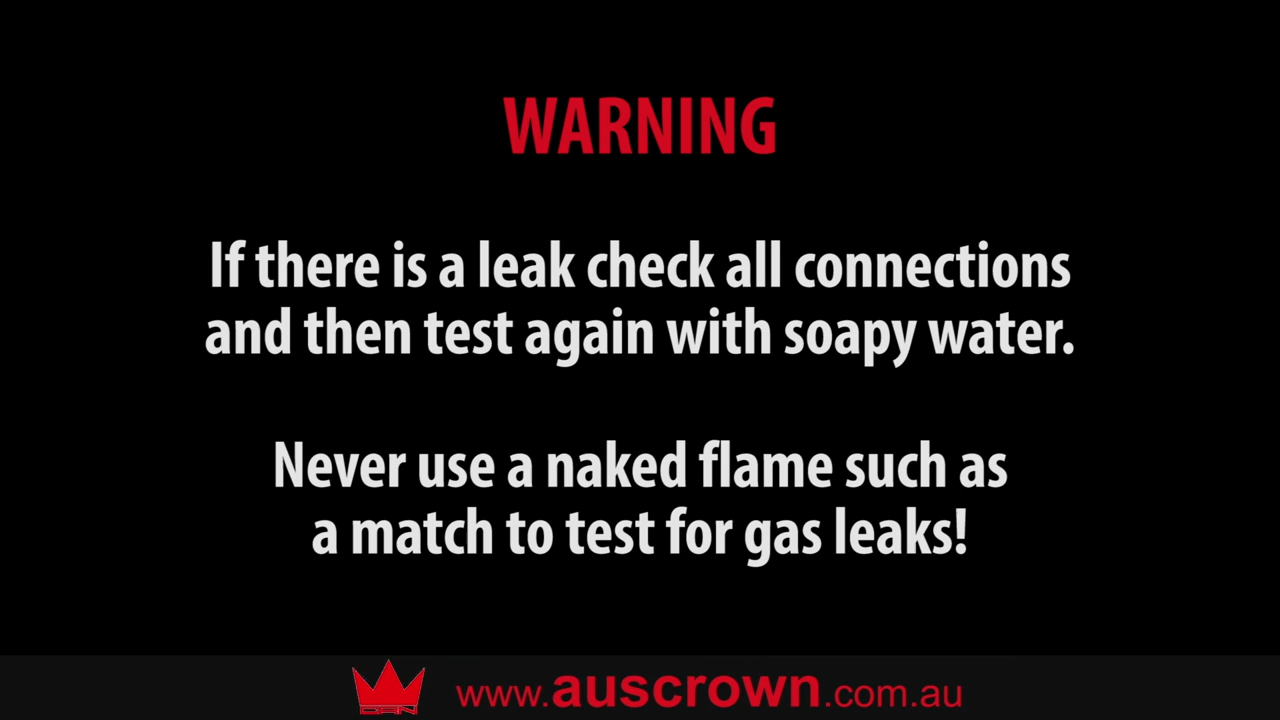 WARNING
If there is a leak check all connections
and then test again with soapy water.
Never use a naked flame such as
a match to test for gas leaks!
www.auscrown.com.au